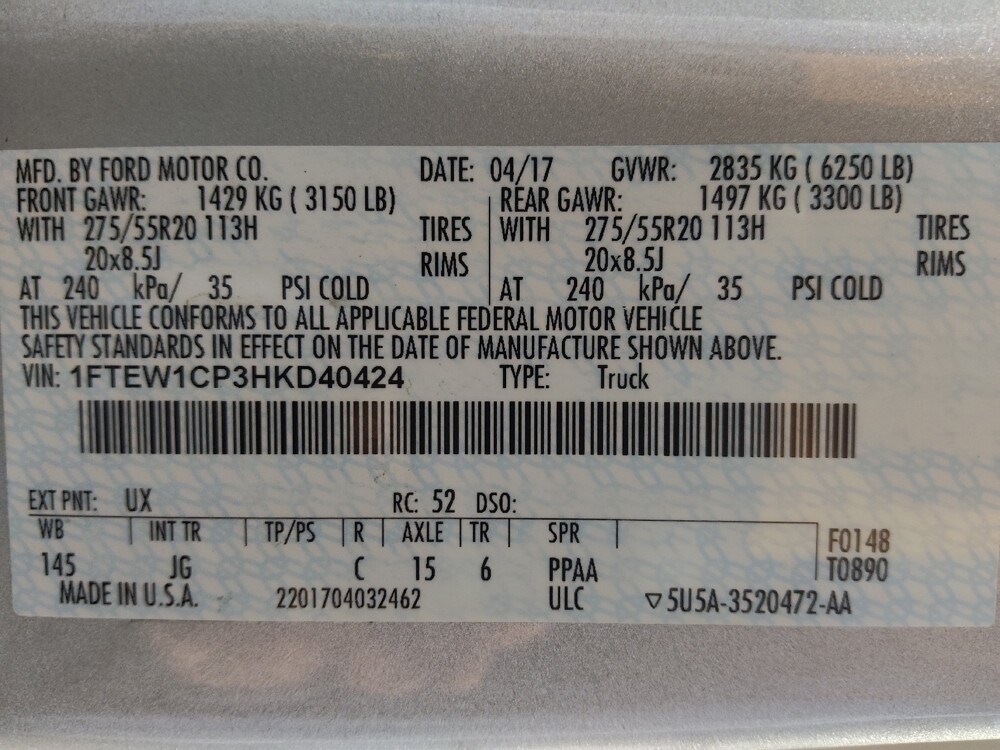 MFD. BY FORD MOTOR CO. DATE: 04/17 GVWR: 2835 KG ( 6250 LB)
FRONT GAWR: 1429 KG ( 3150 LB) REAR GAWR: 1497 KG ( 3300 LB)
WITH 275/55R20 113H TIRES WITH 275/55R20 113H TIRES
20x8.5J RIMS 20x8.5J RIMS
AT 240 kPa/ 35 PSI COLD AT 240 kPa/ 35 PSI COLD
THIS VEHICLE CONFORMS TO ALL APPLICABLE FEDERAL MOTOR VEHICLE
SAFETY STANDARDS IN EFFECT ON THE DATE OF MANUFACTURE SHOWN ABOVE.
VIN: 1FTEW1CP3HKD40424 TYPE: Truck
EXT PNT: UX RC: 52 DSO:
WB INT TR TP/PS R AXLE TR SPR F0148
145 JG C 15 6 PPAA T0890
MADE IN U.S.A. 2201704032462 ULC ▽5U5A-3520472-AA